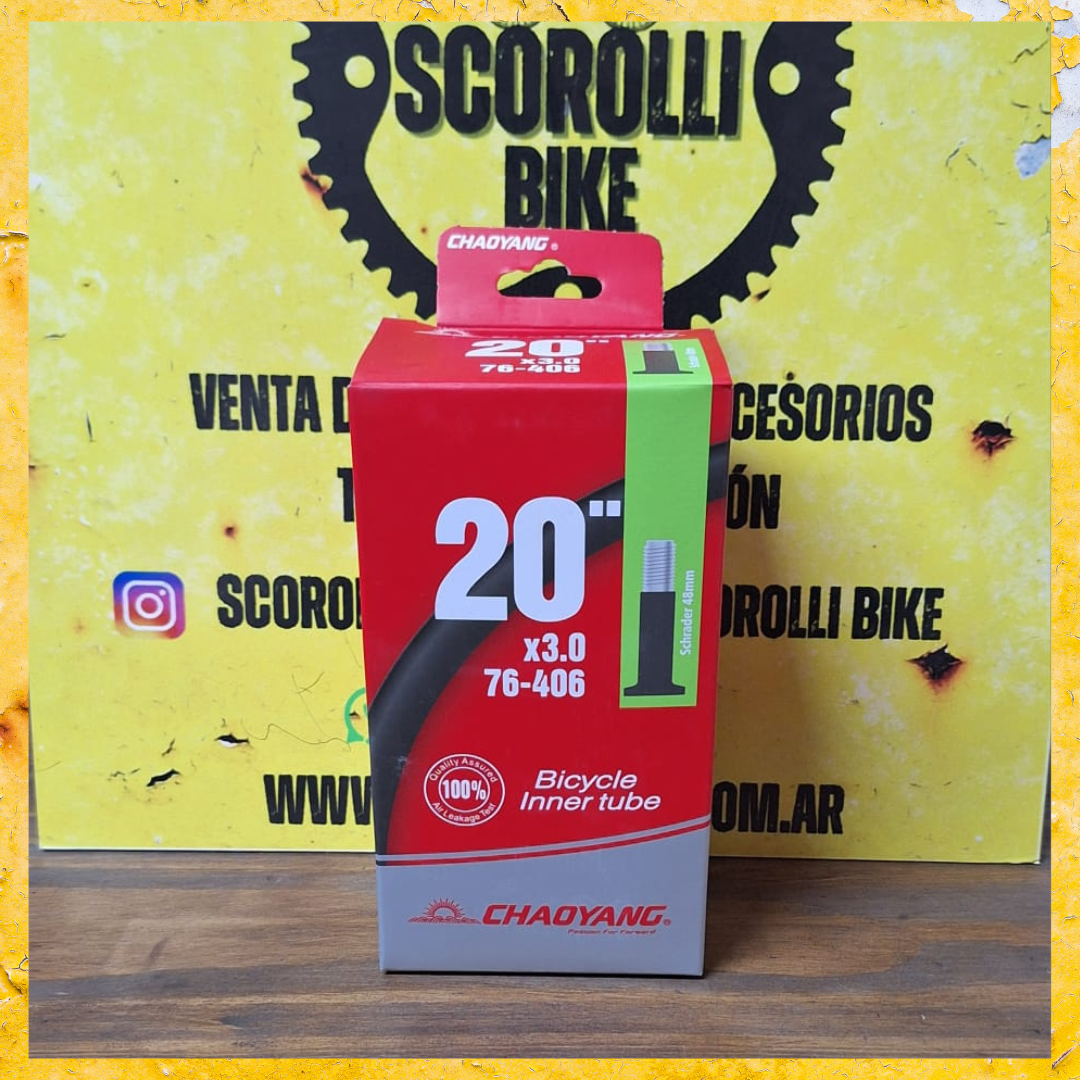 SCOROLLI
BIKE
CHAOYANG ®
20"
x3.0
76-406
VENTA
CESORIOS
ÓN
20"
x3.0
76-406
Schrader 48mm
SCORO
OROLLI BIKE
Quality Assured
100%
Air Leakage Test
Bicycle
Inner tube
WWW
OM.AR
CHAOYANG®
Passion For Forward